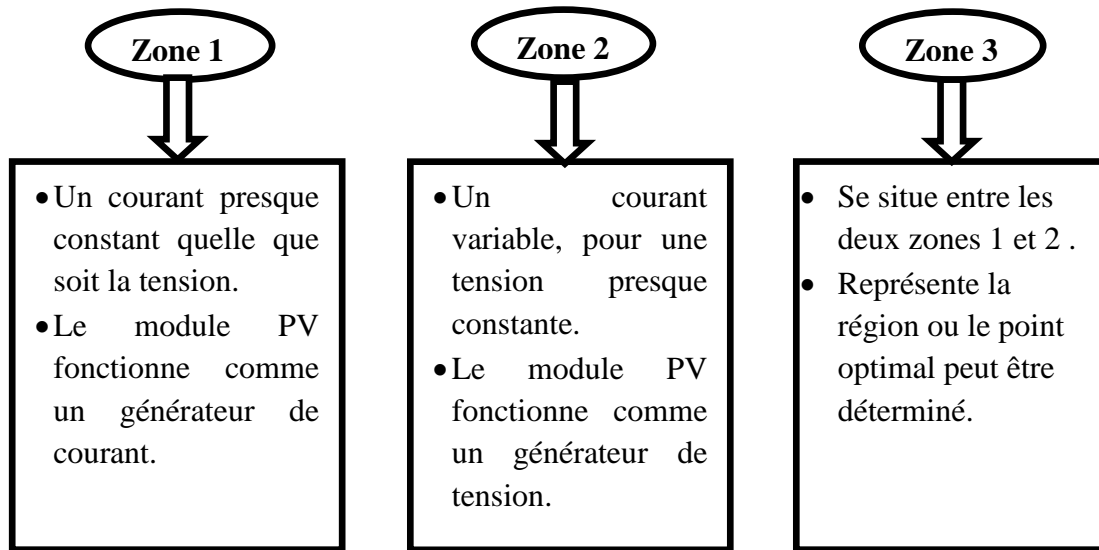 Zone 1
Zone 2
Zone 3
• Un courant presque
constant quelle que
soit la tension.
• Le module PV
fonctionne comme
un générateur de
courant.
• Un courant
variable, pour une
tension presque
constante.
• Le module PV
fonctionne comme
un générateur de
tension.
• Se situe entre les
deux zones 1 et 2 .
• Représente la
région ou le point
optimal peut être
déterminé.